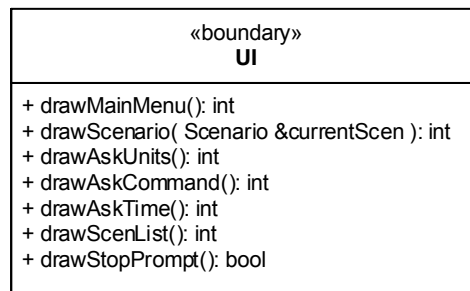 «boundary»
UI
+ drawMainMenu(): int
+ drawScenario( Scenario &currentScen ): int
+ drawAskUnits(): int
+ drawAskCommand(): int
+ drawAskTime(): int
+ drawScenList(): int
+ drawStopPrompt(): bool